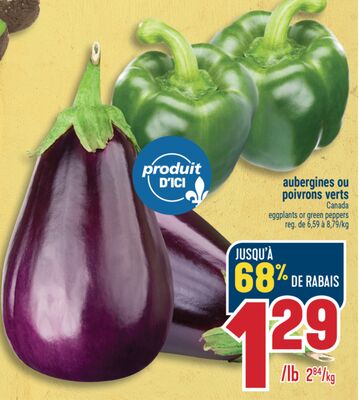 produit
D'ICI
aubergines ou
poivrons verts
Canada
eggplants or green peppers
reg. de 6,59 à 8,79/kg
JUSQU'À
68% DE RABAIS
1 29
/lb 2 84/kg